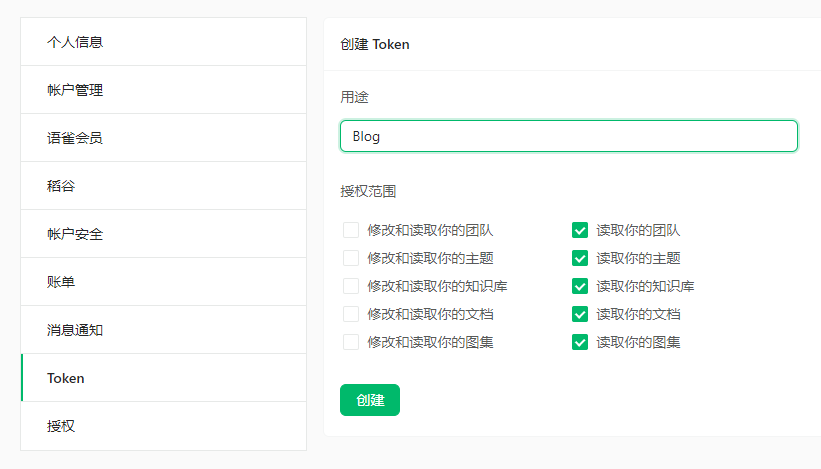 个人信息
帐户管理
语雀会员
稻谷
帐户安全
账单
消息通知
Token
授权
创建 Token
用途
Blog
授权范围
修改和读取你的团队 读取你的团队
修改和读取你的主题 读取你的主题
修改和读取你的知识库 读取你的知识库
修改和读取你的文档 读取你的文档
修改和读取你的图集 读取你的图集
创建